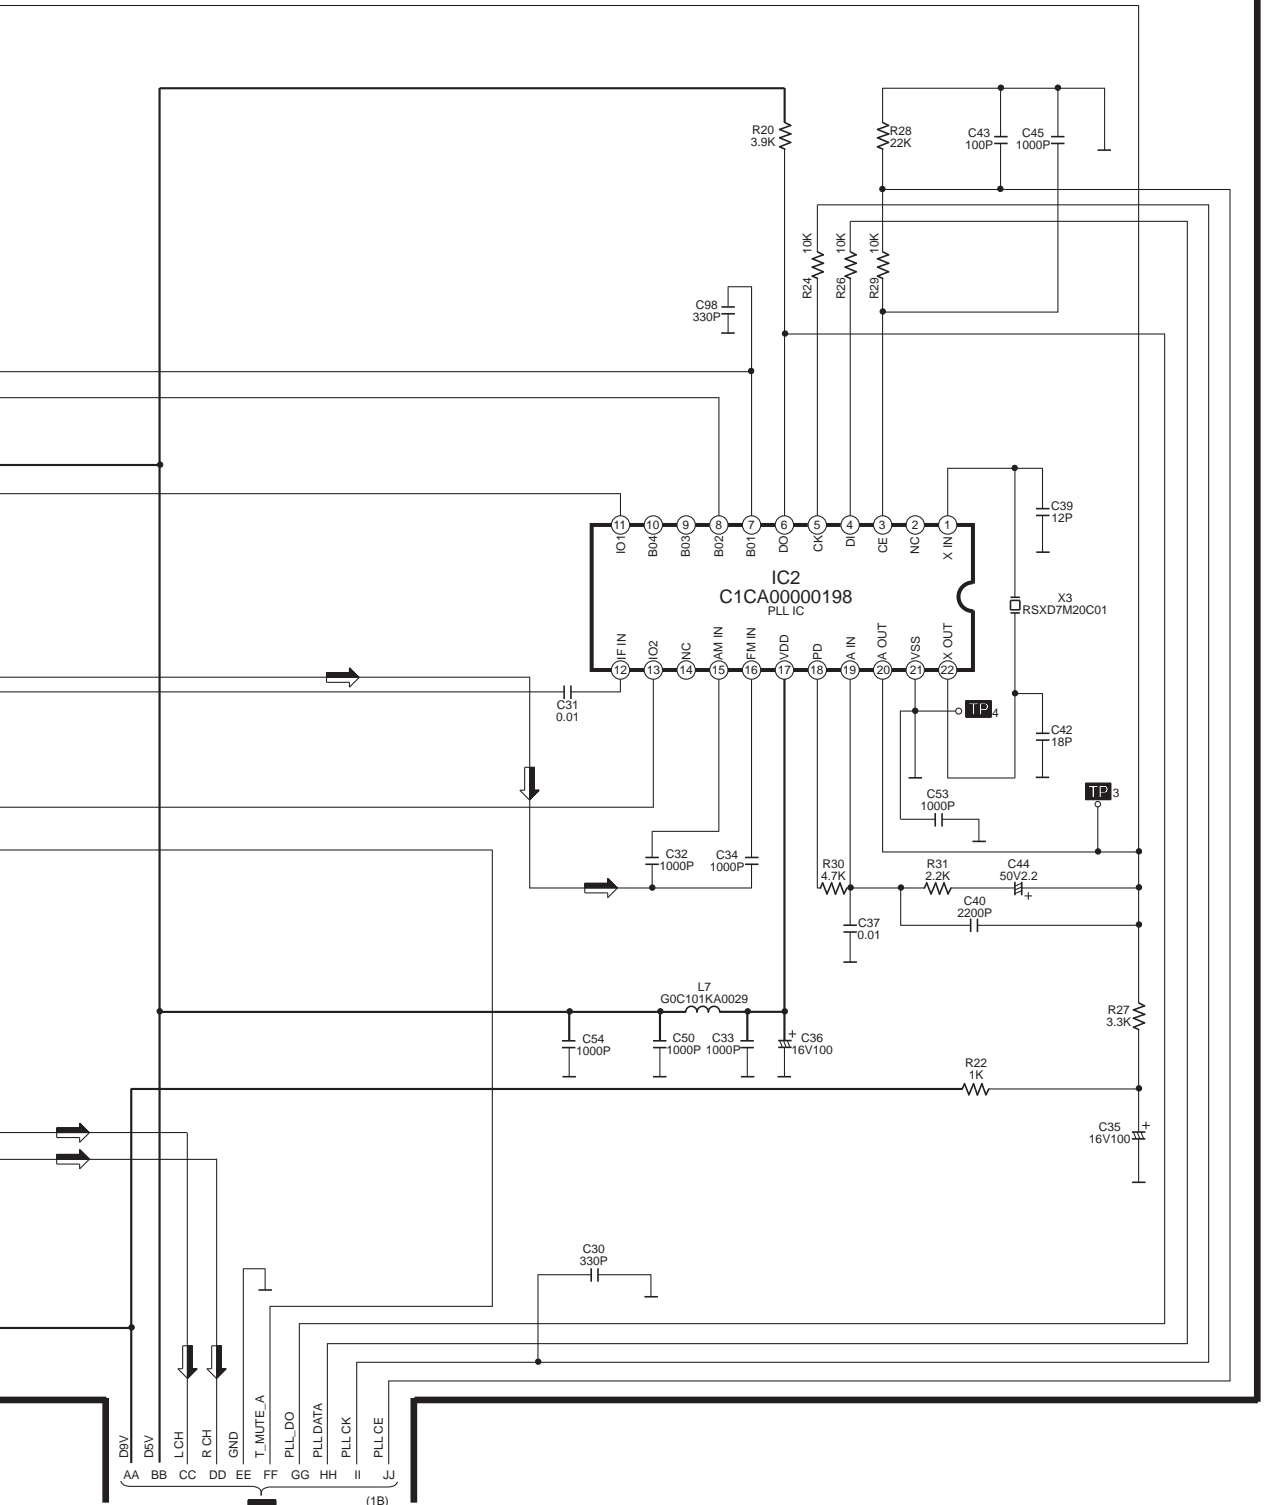 R20
3.9K
R28
22K
C43
100P
C45
1000P
R24 10K
R26 10K
R29 10K
C98
330P
11 10 9 8 7 6 5 4 3 2 1
IO1 B04 B03 B02 B01 DO CK DI CE NC X IN
C39
12P
IC2
C1CA00000198
PLL IC
X3
RSXD7M20C01
IF IN IO2 NC AM IN FM IN VDD PD A IN A OUT VSS X OUT
12 13 14 15 16 17 18 19 20 21 22
C31
0.01
TP 4
C42
18P
C53
1000P
TP 3
C32
1000P
C34
1000P
R30
4.7K
R31
2.2K
C44
50V2.2
+
C40
2200P
C37
0.01
L7
G0C101KA0029
C54
1000P
C50
1000P
C33
1000P
+
C36
16V100
R27
3.3K
R22
1K
C35
16V100
+
C30
330P
D9V D5V L CH R CH GND T_MUTE_A PLL_DO PLL DATA PLL CK PLL CE
AA BB CC DD EE FF GG HH II JJ
(1B)